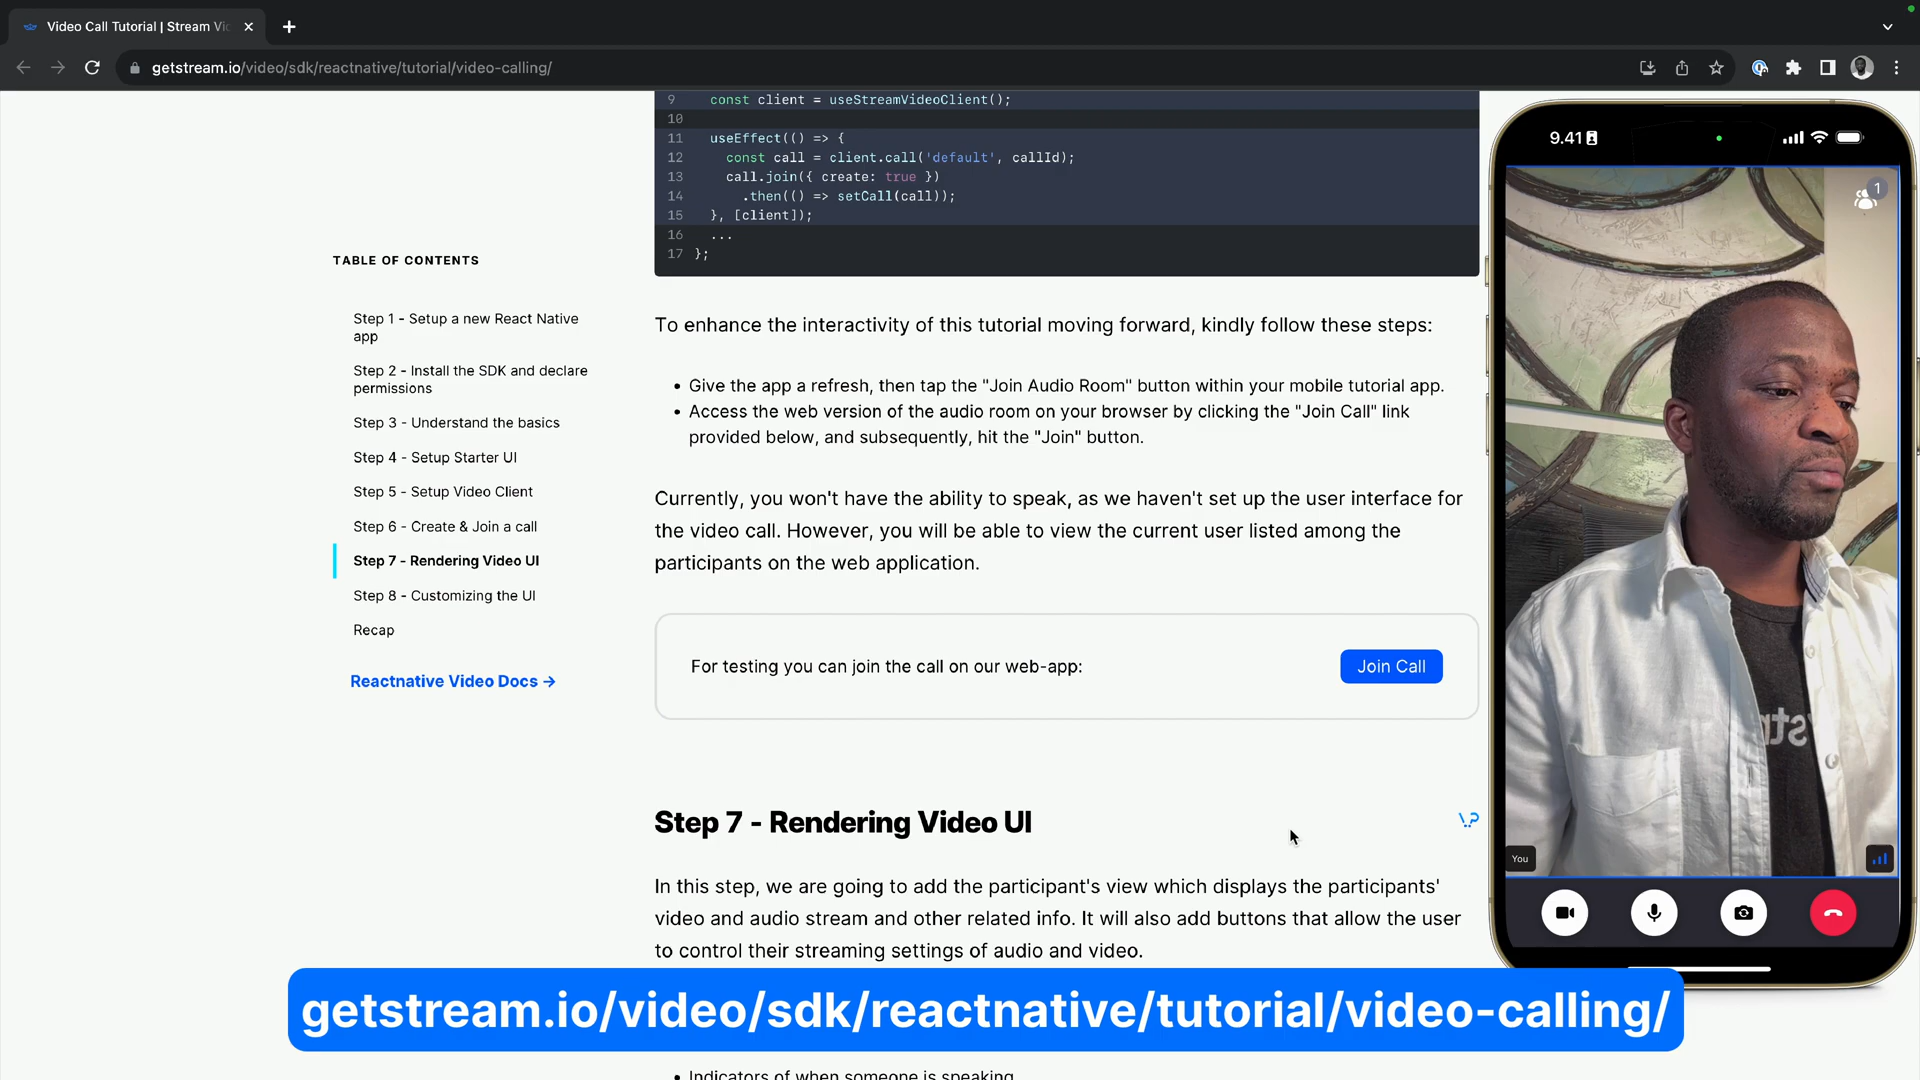 Video Call Tutorial | Stream Vi
getstream.io/video/sdk/reactnative/tutorial/video-calling/
9 const client = useStreamVideoClient();
10
11 useEffect(() => {
12 const call = client.call('default', callId);
13 call.join({ create: true })
14 .then(() => setCall(call));
15 }, [client]);
16 ...
17 };
TABLE OF CONTENTS
Step 1 - Setup a new React Native
app
Step 2 - Install the SDK and declare
permissions
Step 3 - Understand the basics
Step 4 - Setup Starter UI
Step 5 - Setup Video Client
Step 6 - Create & Join a call
Step 7 - Rendering Video UI
Step 8 - Customizing the UI
Recap
Reactnative Video Docs →
To enhance the interactivity of this tutorial moving forward, kindly follow these steps:
• Give the app a refresh, then tap the "Join Audio Room" button within your mobile tutorial app.
• Access the web version of the audio room on your browser by clicking the "Join Call" link
provided below, and subsequently, hit the "Join" button.
Currently, you won't have the ability to speak, as we haven't set up the user interface for
the video call. However, you will be able to view the current user listed among the
participants on the web application.
For testing you can join the call on our web-app:
Join Call
Step 7 - Rendering Video UI
In this step, we are going to add the participant's view which displays the participants'
video and audio stream and other related info. It will also add buttons that allow the user
to control their streaming settings of audio and video.
getstream.io/video/sdk/reactnative/tutorial/video-calling/
• Indicators of when someone is speaking
9.41
1
You